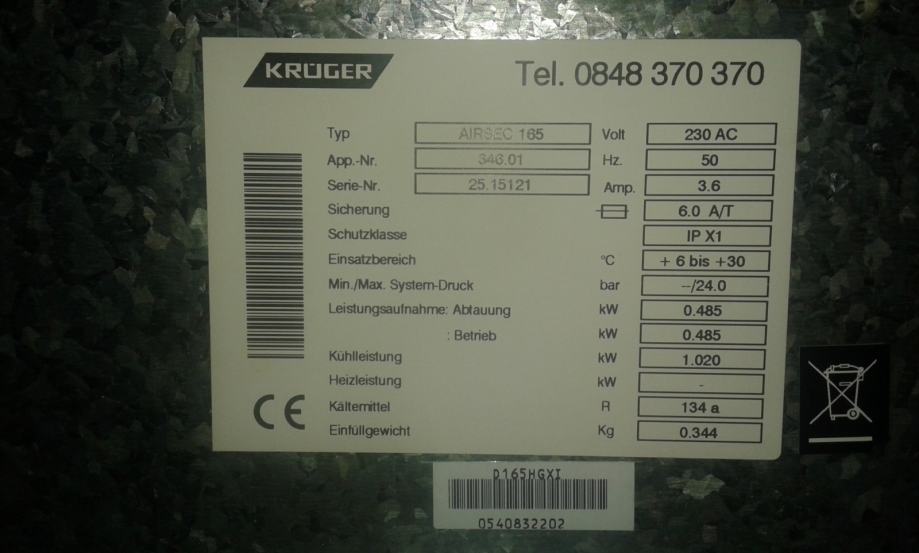 KRÜGER
Tel. 0848 370 370
Typ AIRSEC 165 Volt 230 AC
App.-Nr. 346.01 Hz. 50
Serie-Nr. 25.15121 Amp. 3.6
Sicherung 6.0 A/T
Schutzklasse IP X1
Einsatzbereich °C + 6 bis +30
Min./Max. System-Druck bar --/24.0
Leistungsaufnahme: Abtauung kW 0.485
: Betrieb kW 0.485
Kühlleistung kW 1.020
Heizleistung kW -
Kältemittel R 134 a
Einfüllgewicht Kg 0.344
CE
D165HGXI
0540832202